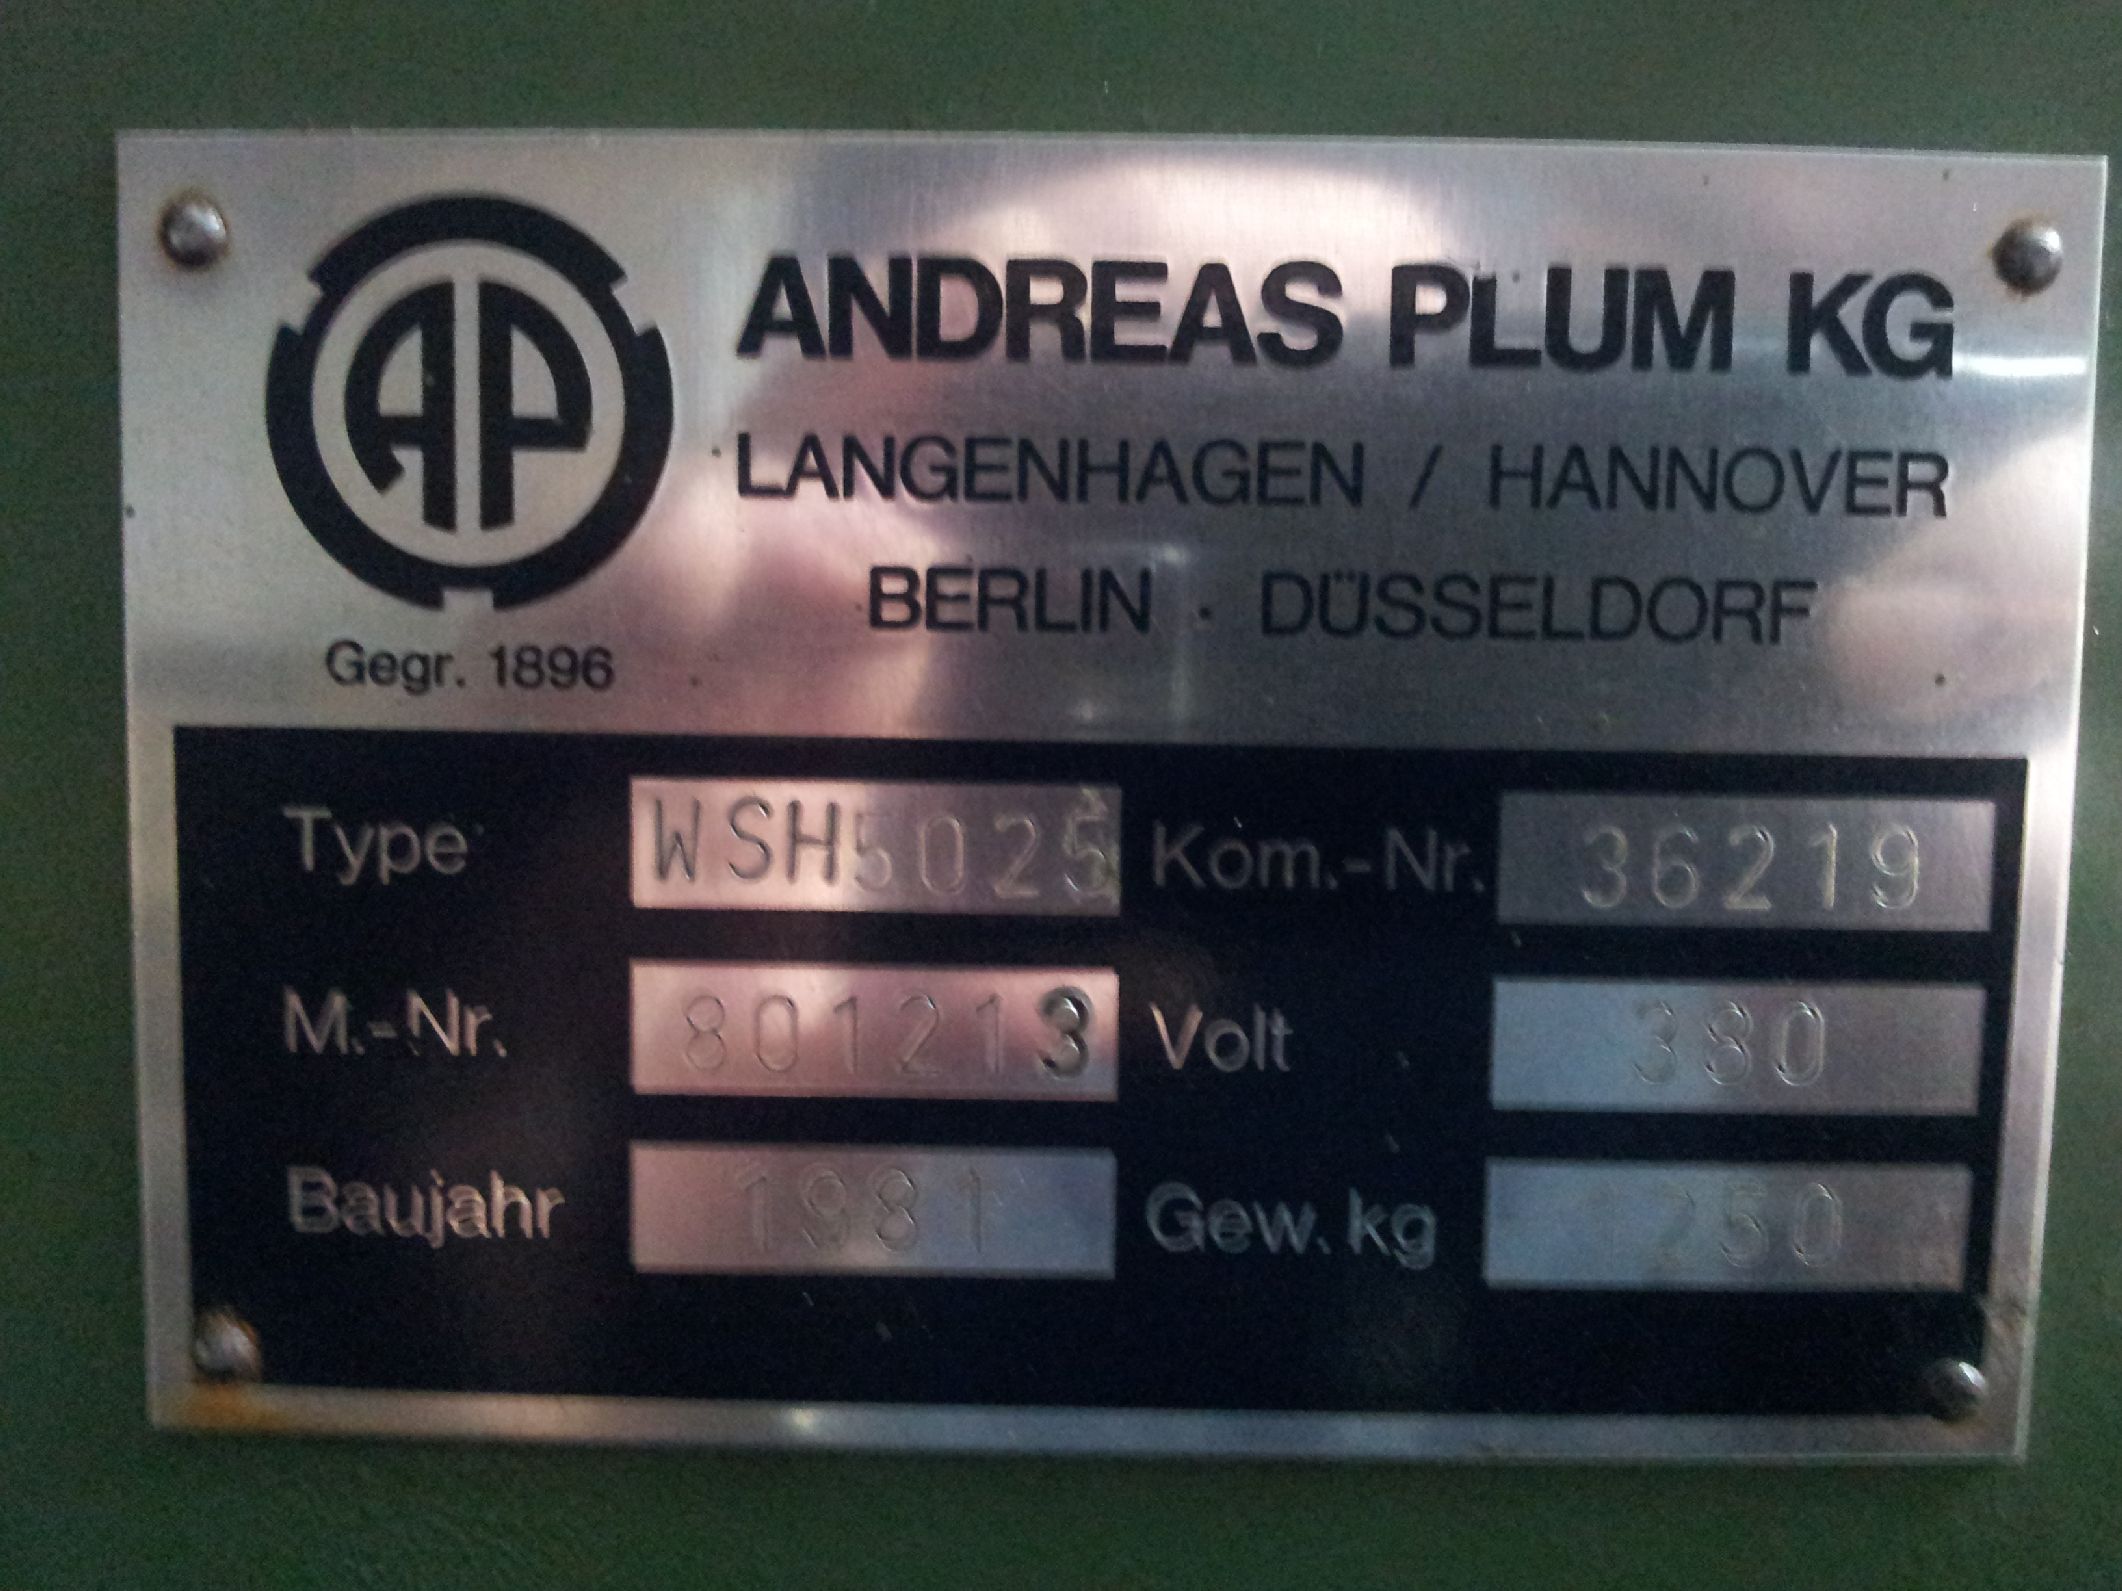 AP
ANDREAS PLUM KG
LANGENHAGEN / HANNOVER
BERLIN · DÜSSELDORF
Gegr. 1896
Type WSH5025 Kom.-Nr. 36219
M.-Nr. 801213 Volt 380
Baujahr 1981 Gew. kg 1250